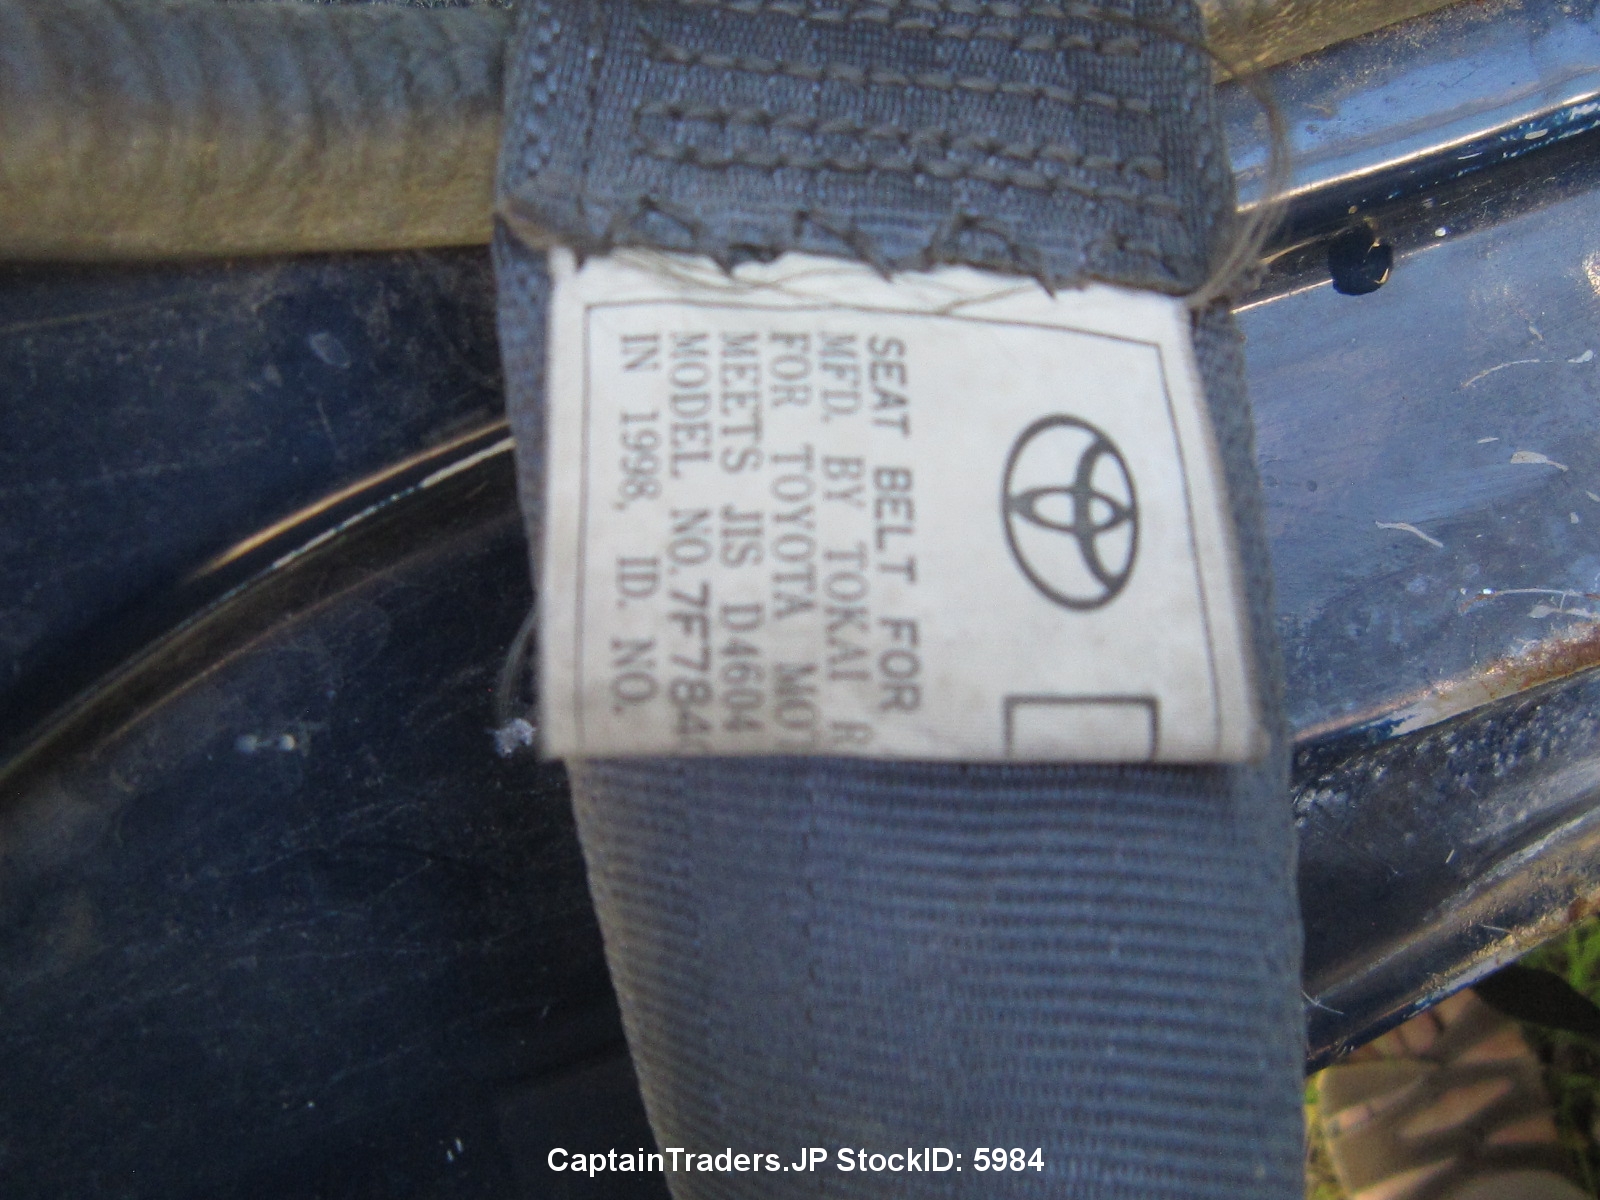 SEAT BELT FOR
MFD. BY TOKAI
FOR TOYOTA
MEETS JIS D4604
MODEL NO.
IN 1998, ID. NO.
CaptainTraders.JP StockID: 5984